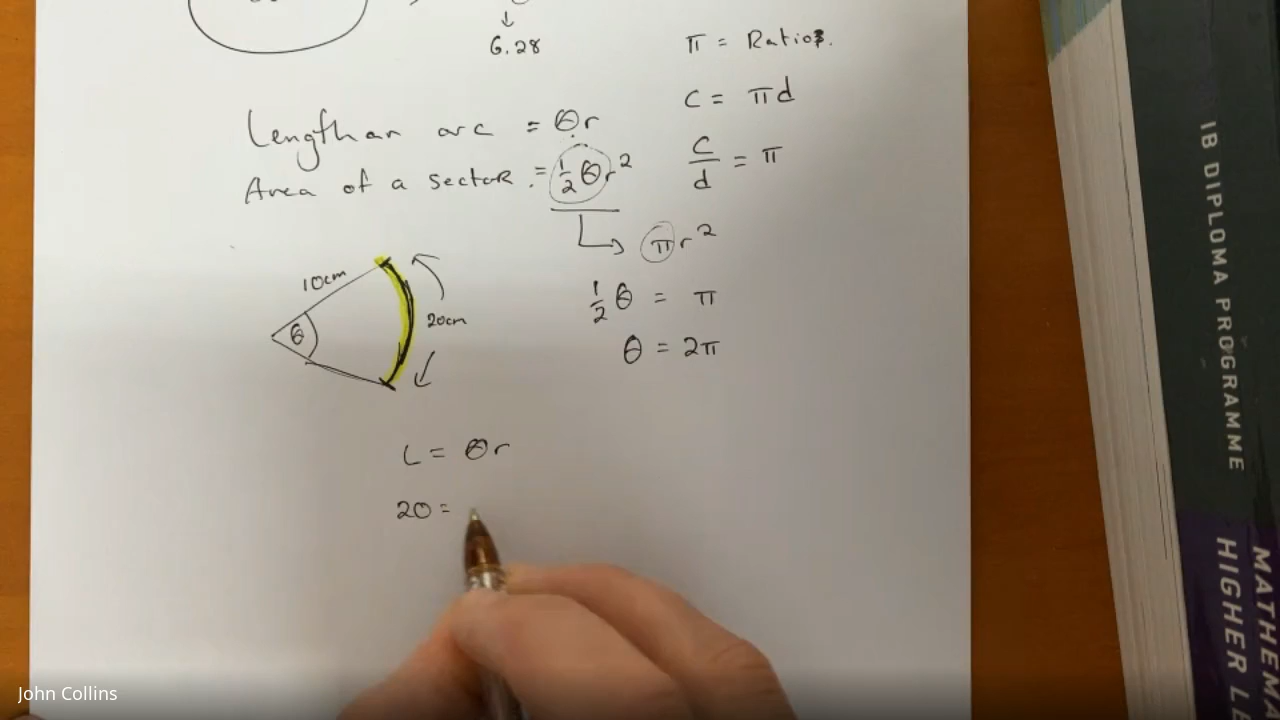 6.28
π = Ratio
C = πd
Length an arc = θr
C/d = π
Area of a sector = ½θr²
πr²
10cm
½θ = π
θ
20cm
θ = 2π
L = θr
20 =
IB DIPLOMA PROGRAMME
MATHEMA
HIGHER LE
John Collins